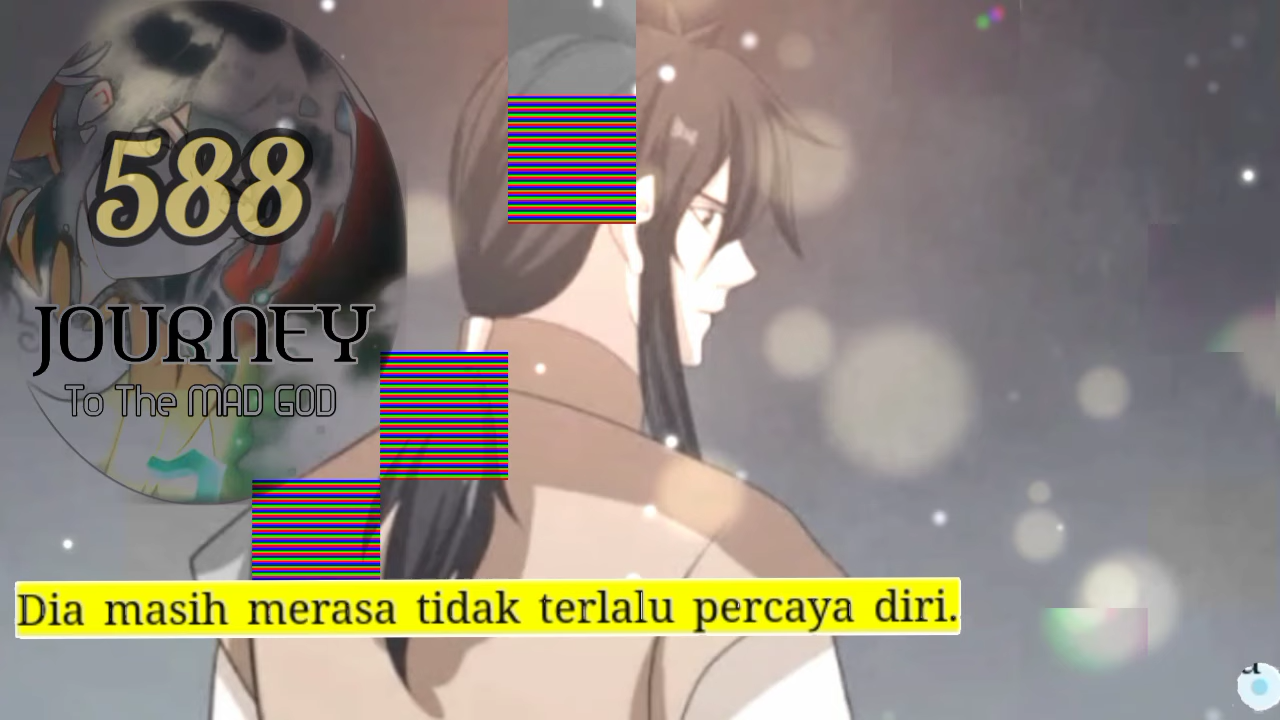 588
JOURNEY
To The MAD GOD
Dia masih merasa tidak terlalu percaya diri.